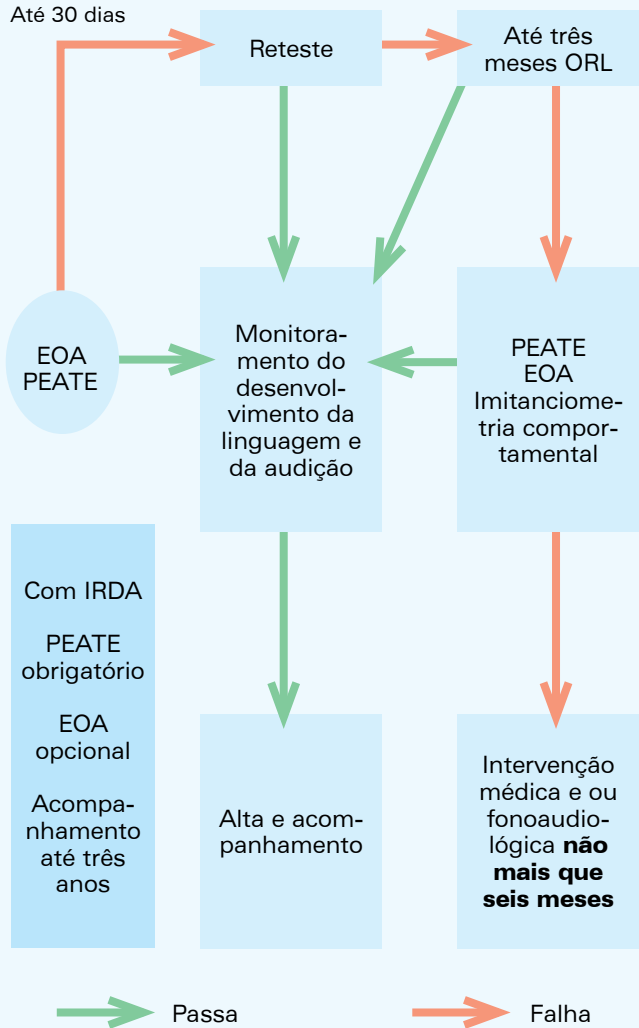 Até 30 dias
Reteste
Até três
meses ORL
EOA
PEATE
Monitora-
mento do
desenvol-
vimento da
linguagem e
da audição
PEATE
EOA
Imitanciome-
tria compor-
tamental
Com IRDA
PEATE
obrigatório
EOA
opcional
Acompa-
nhamento
até três
anos
Alta e acom-
panhamento
Intervenção
médica e ou
fonoaudio-
lógica não
mais que
seis meses
Passa
Falha